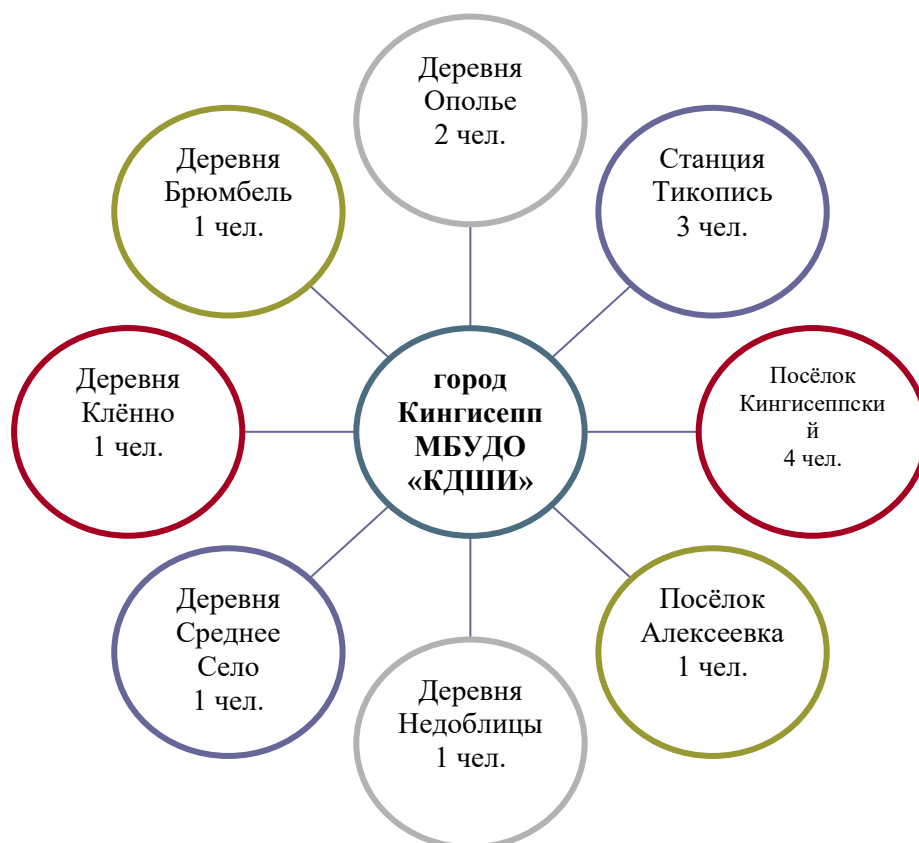 Деревня
Ополье
2 чел.
Станция
Тикопись
3 чел.
Посёлок
Кингисеппски
й
4 чел.
Посёлок
Алексеевка
1 чел.
Деревня
Недоблицы
1 чел.
Деревня
Среднее
Село
1 чел.
Деревня
Клённо
1 чел.
Деревня
Брюмбель
1 чел.
город
Кингисепп
МБУДО
«КДШИ»